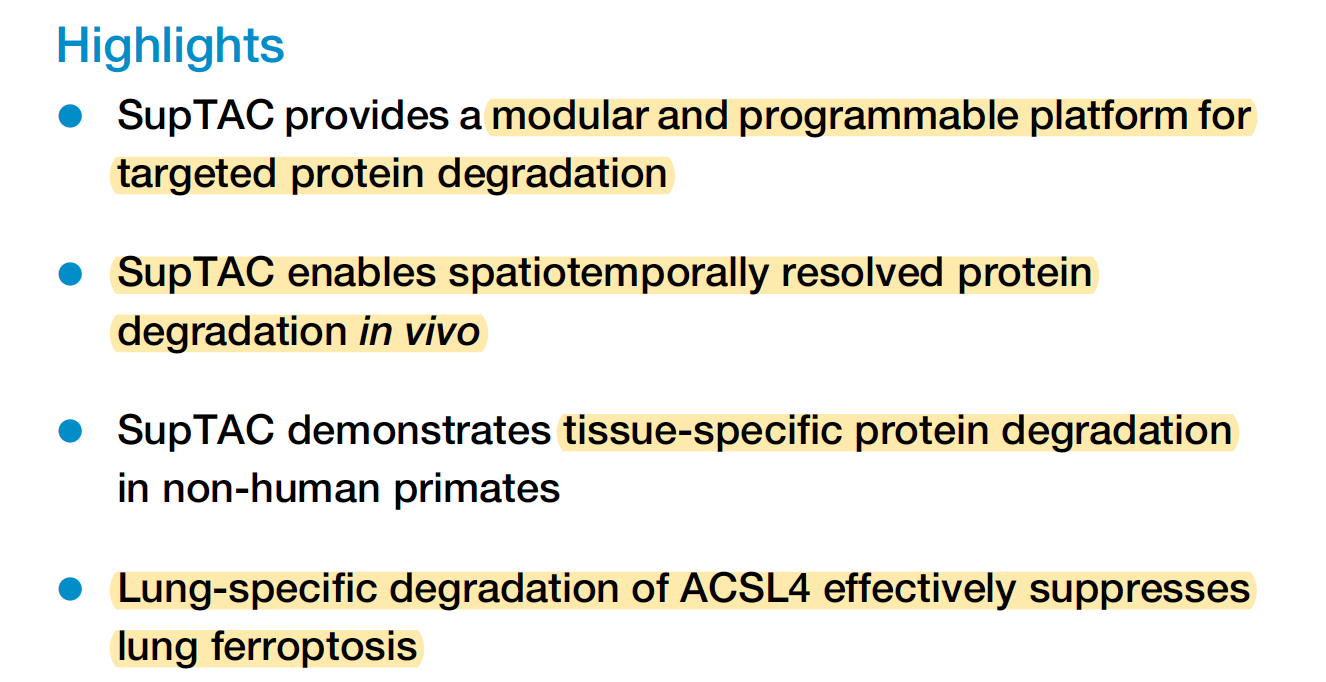 Highlights
SupTAC provides a modular and programmable platform for
targeted protein degradation
SupTAC enables spatiotemporally resolved protein
degradation in vivo
SupTAC demonstrates tissue-specific protein degradation
in non-human primates
Lung-specific degradation of ACSL4 effectively suppresses
lung ferroptosis